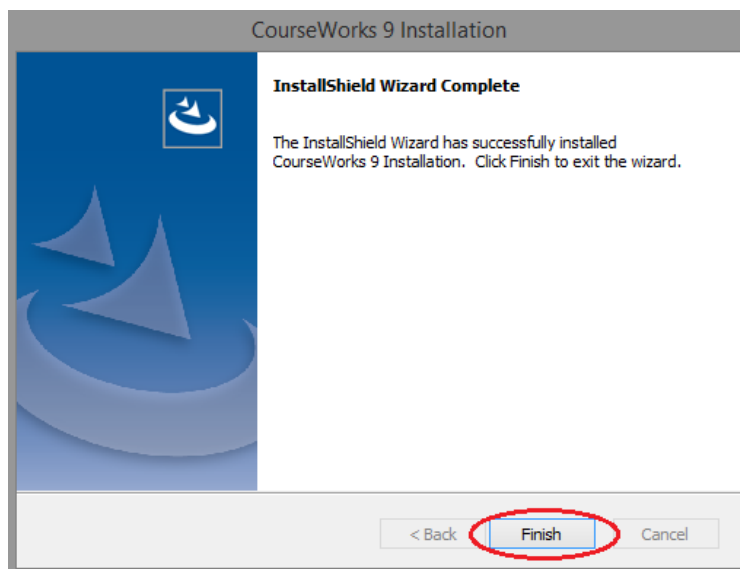 CourseWorks 9 Installation
InstallShield Wizard Complete
The InstallShield Wizard has successfully installed
CourseWorks 9 Installation. Click Finish to exit the wizard.
< Back Finish Cancel